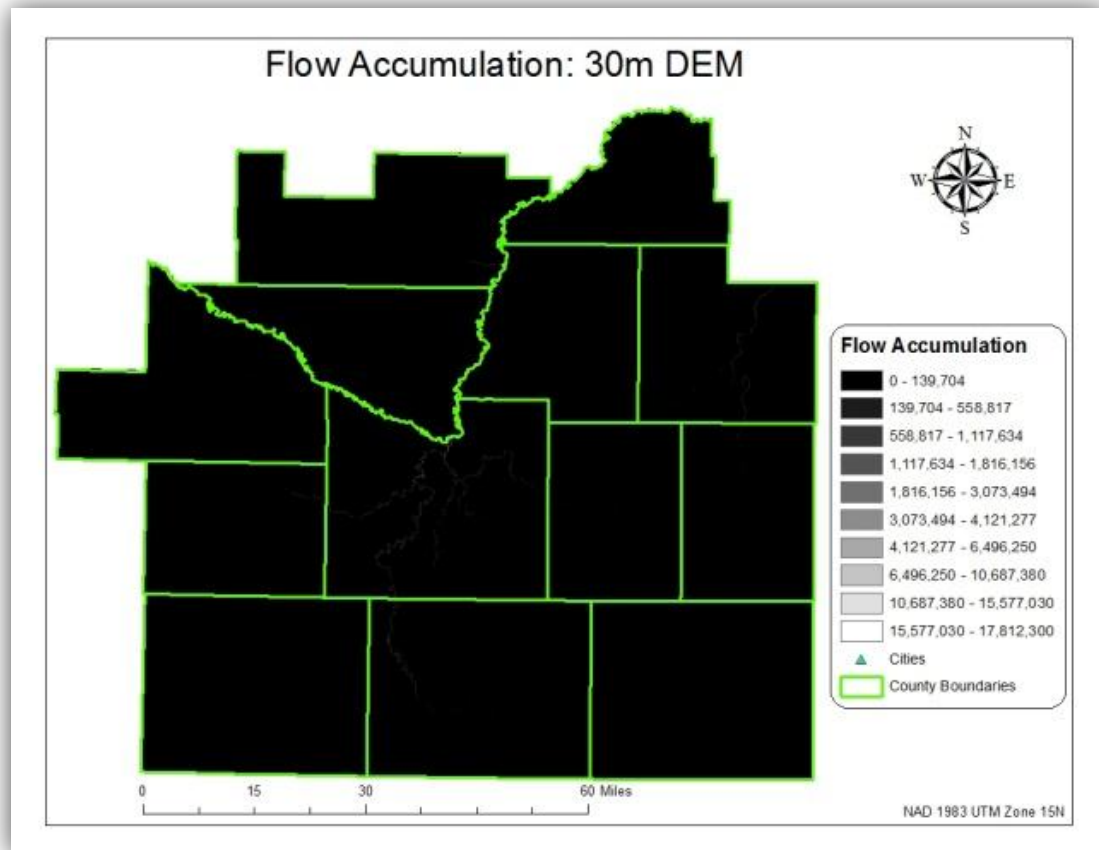 Flow Accumulation: 30m DEM
N
W E
S
Flow Accumulation
0 - 139,704
139,704 - 558,817
558,817 - 1,117,634
1,117,634 - 1,816,156
1,816,156 - 3,073,494
3,073,494 - 4,121,277
4,121,277 - 6,496,250
6,496,250 - 10,687,380
10,687,380 - 15,577,030
15,577,030 - 17,812,300
Cities
County Boundaries
0 15 30 60 Miles
NAD 1983 UTM Zone 15N